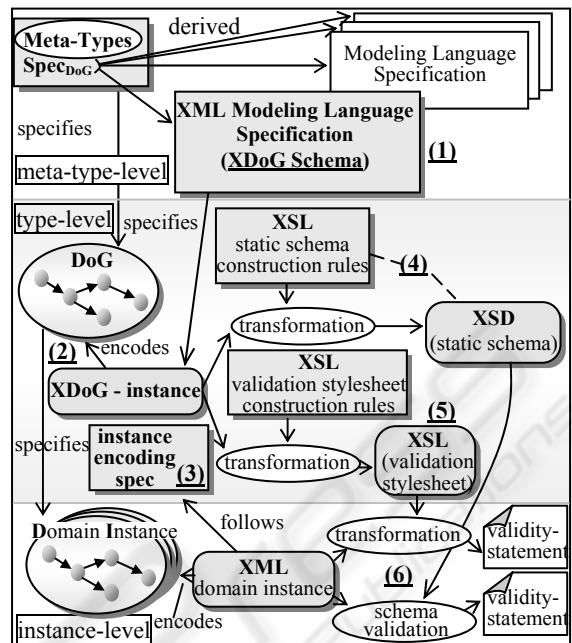 Meta-Types
Spec_DoG
derived
Modeling Language
Specification
specifies
XML Modeling Language
Specification
(XDoG Schema)
(1)
meta-type-level
type-level
specifies
DoG
XSL
static schema
construction rules
(4)
transformation
XSD
(static schema)
(2)
encodes
XDoG - instance
XSL
validation stylesheet
construction rules
(5)
specifies
instance
encoding
spec
(3)
transformation
XSL
(validation
stylesheet)
follows
Domain Instance
transformation
validity-
statement
XML
domain instance
(6)
encodes
instance-level
schema
validation
validity-
statement